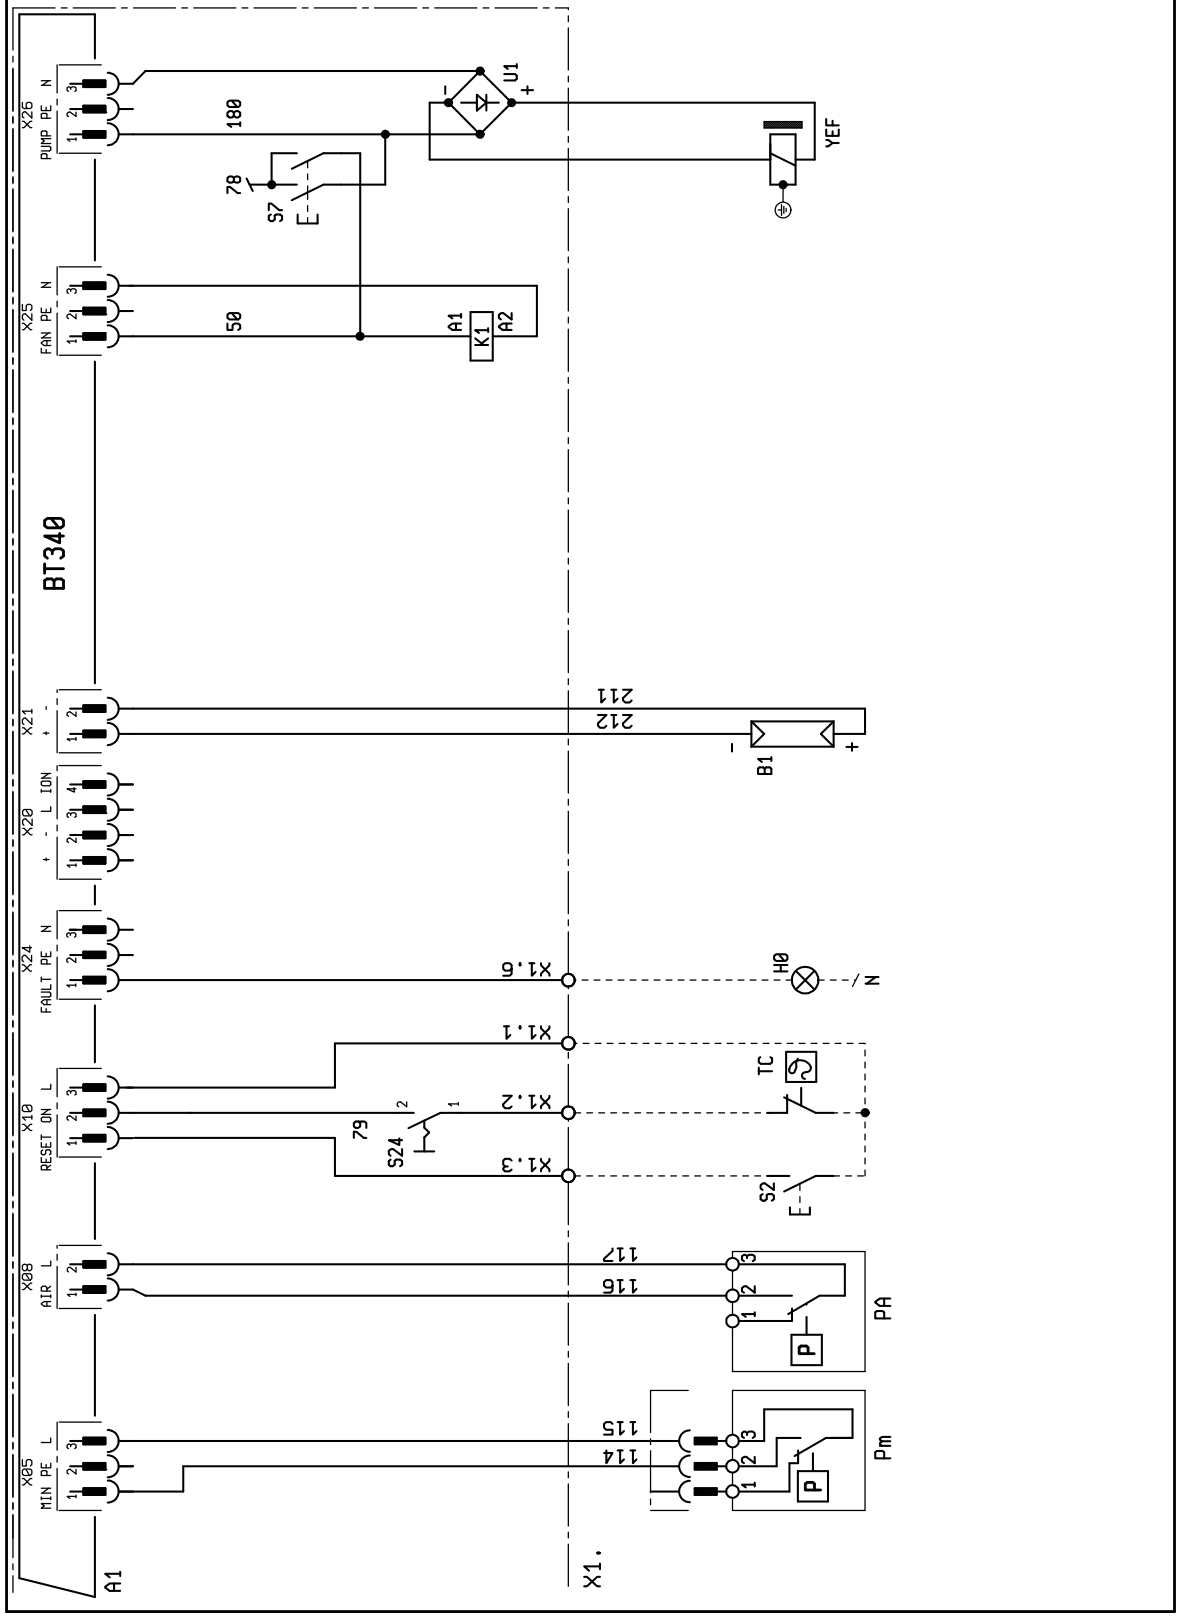 BT340
A1
X05
MIN PE L
1 2 3
X08
AIR L
1 2
X10
RESET ON L
1 2 3
X24
FAULT PE N
1 2 3
X20
+ - L ION
1 2 3 4
X21
+ -
1 2
X25
FAN PE N
1 2 3
X26
PUMP PE N
1 2 3
78
180
S7
50
A1
K1
A2
-
U1
+
79
S24
2
1
X1.3
X1.2
X1.1
X1.6
X1.
114
115
116
117
212
211
1 2 3
P
Pm
1 2 3
P
PA
S2
TC
H0
N
-
B1
+
YEF